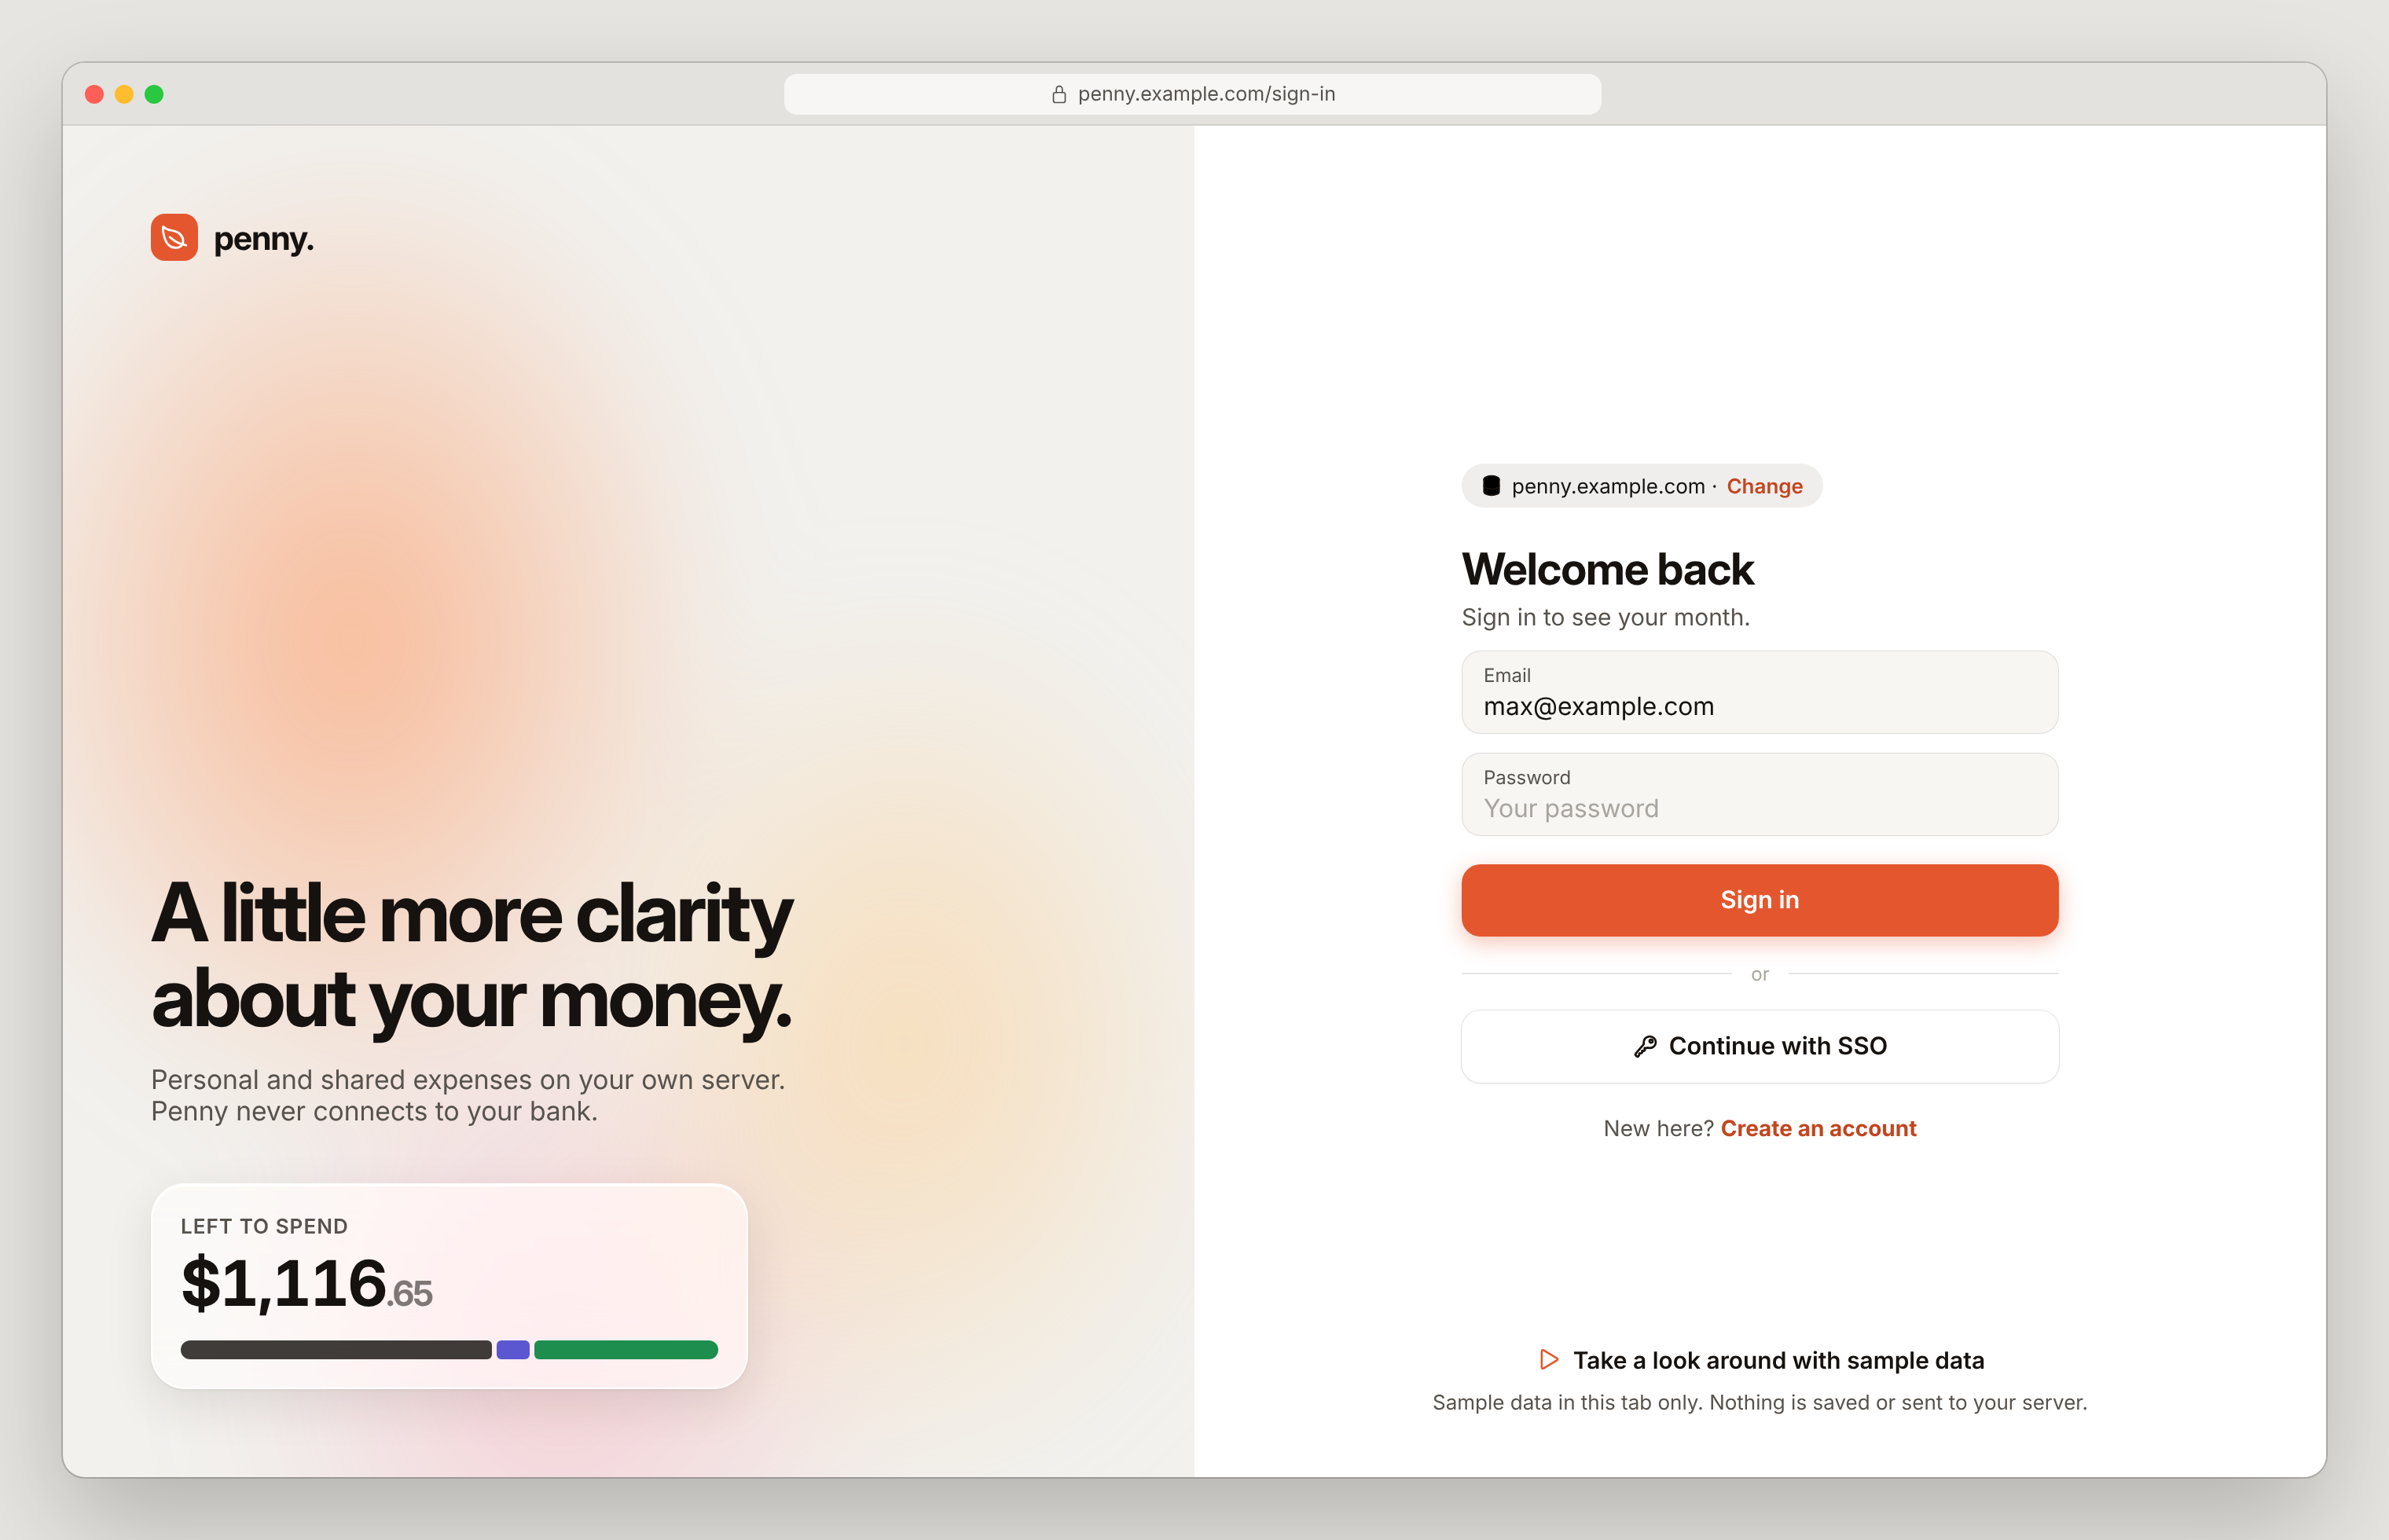 penny.example.com/sign-in
penny.
A little more clarity
about your money.
Personal and shared expenses on your own server.
Penny never connects to your bank.
LEFT TO SPEND
$1,116.65
penny.example.com · Change
Welcome back
Sign in to see your month.
Email
max@example.com
Password
Your password
Sign in
or
Continue with SSO
New here? Create an account
Take a look around with sample data
Sample data in this tab only. Nothing is saved or sent to your server.